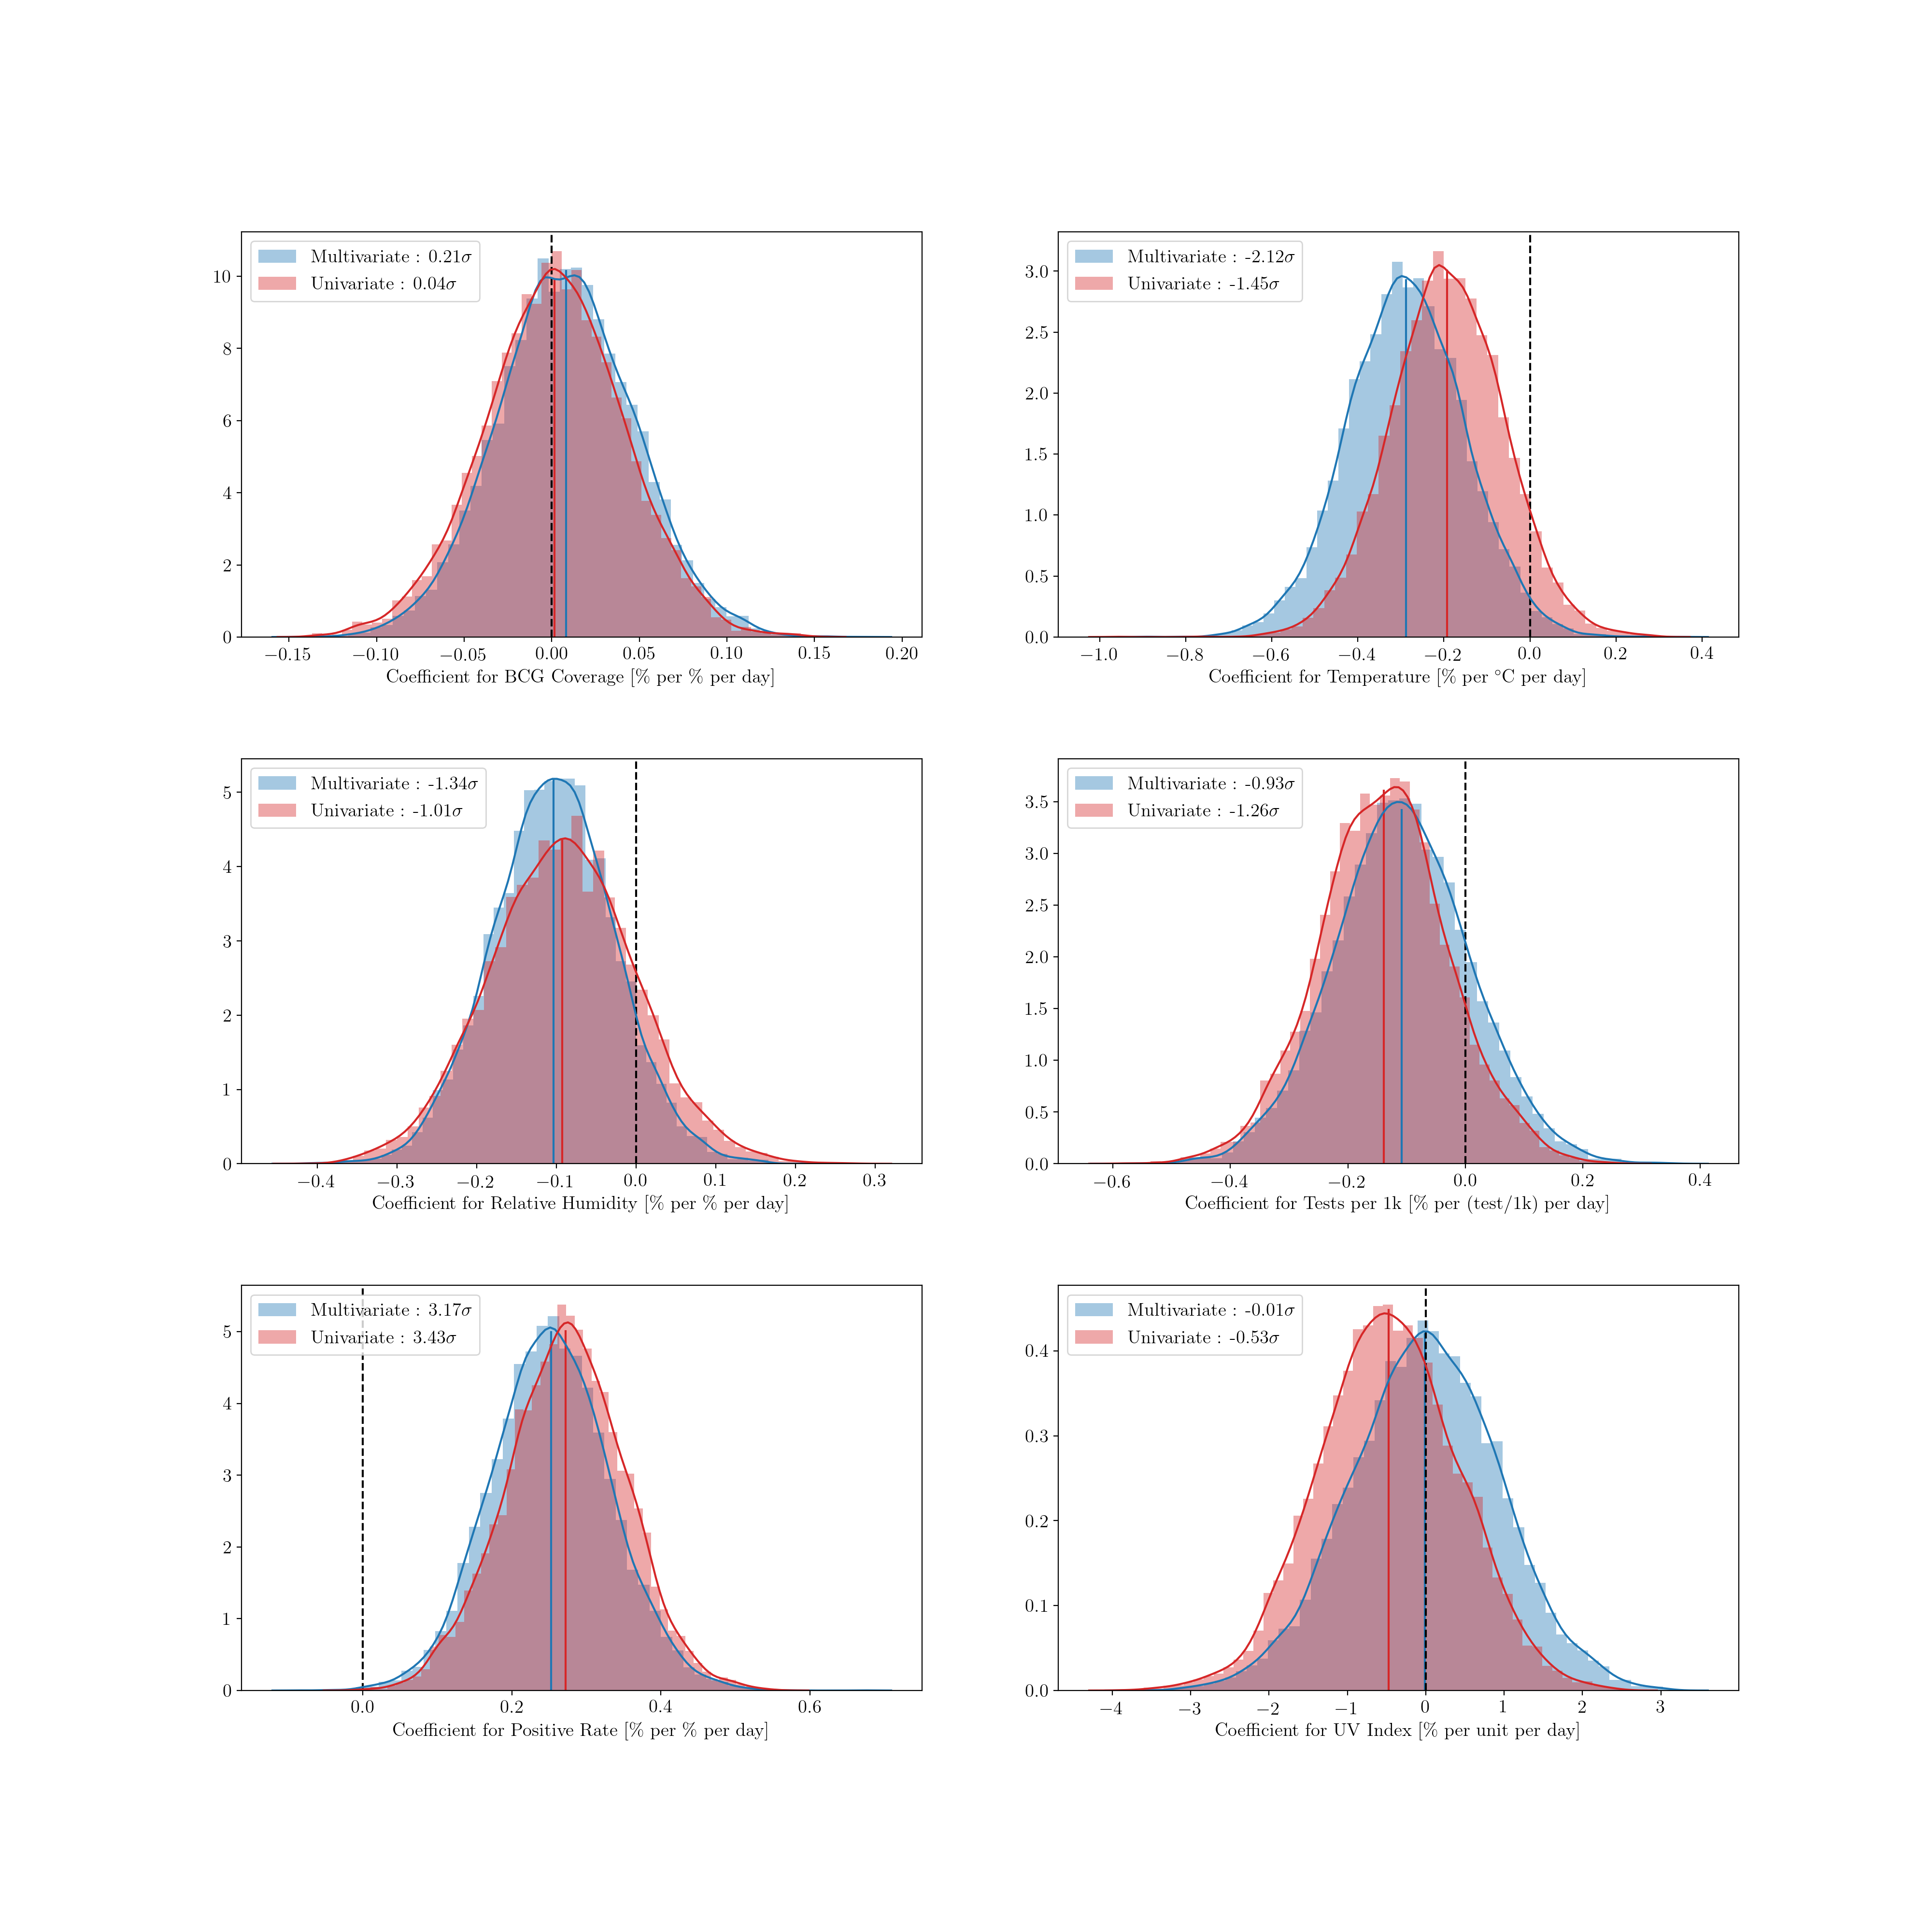 Multivariate : 0.21σ
Univariate : 0.04σ
10
8
6
4
2
0
−0.15 −0.10 −0.05 0.00 0.05 0.10 0.15 0.20
Coefficient for BCG Coverage [% per % per day]
Multivariate : -2.12σ
Univariate : -1.45σ
3.0
2.5
2.0
1.5
1.0
0.5
0.0
−1.0 −0.8 −0.6 −0.4 −0.2 0.0 0.2 0.4
Coefficient for Temperature [% per °C per day]
Multivariate : -1.34σ
Univariate : -1.01σ
5
4
3
2
1
0
−0.4 −0.3 −0.2 −0.1 0.0 0.1 0.2 0.3
Coefficient for Relative Humidity [% per % per day]
Multivariate : -0.93σ
Univariate : -1.26σ
3.5
3.0
2.5
2.0
1.5
1.0
0.5
0.0
−0.6 −0.4 −0.2 0.0 0.2 0.4
Coefficient for Tests per 1k [% per (test/1k) per day]
Multivariate : 3.17σ
Univariate : 3.43σ
5
4
3
2
1
0
0.0 0.2 0.4 0.6
Coefficient for Positive Rate [% per % per day]
Multivariate : -0.01σ
Univariate : -0.53σ
0.4
0.3
0.2
0.1
0.0
−4 −3 −2 −1 0 1 2 3
Coefficient for UV Index [% per unit per day]